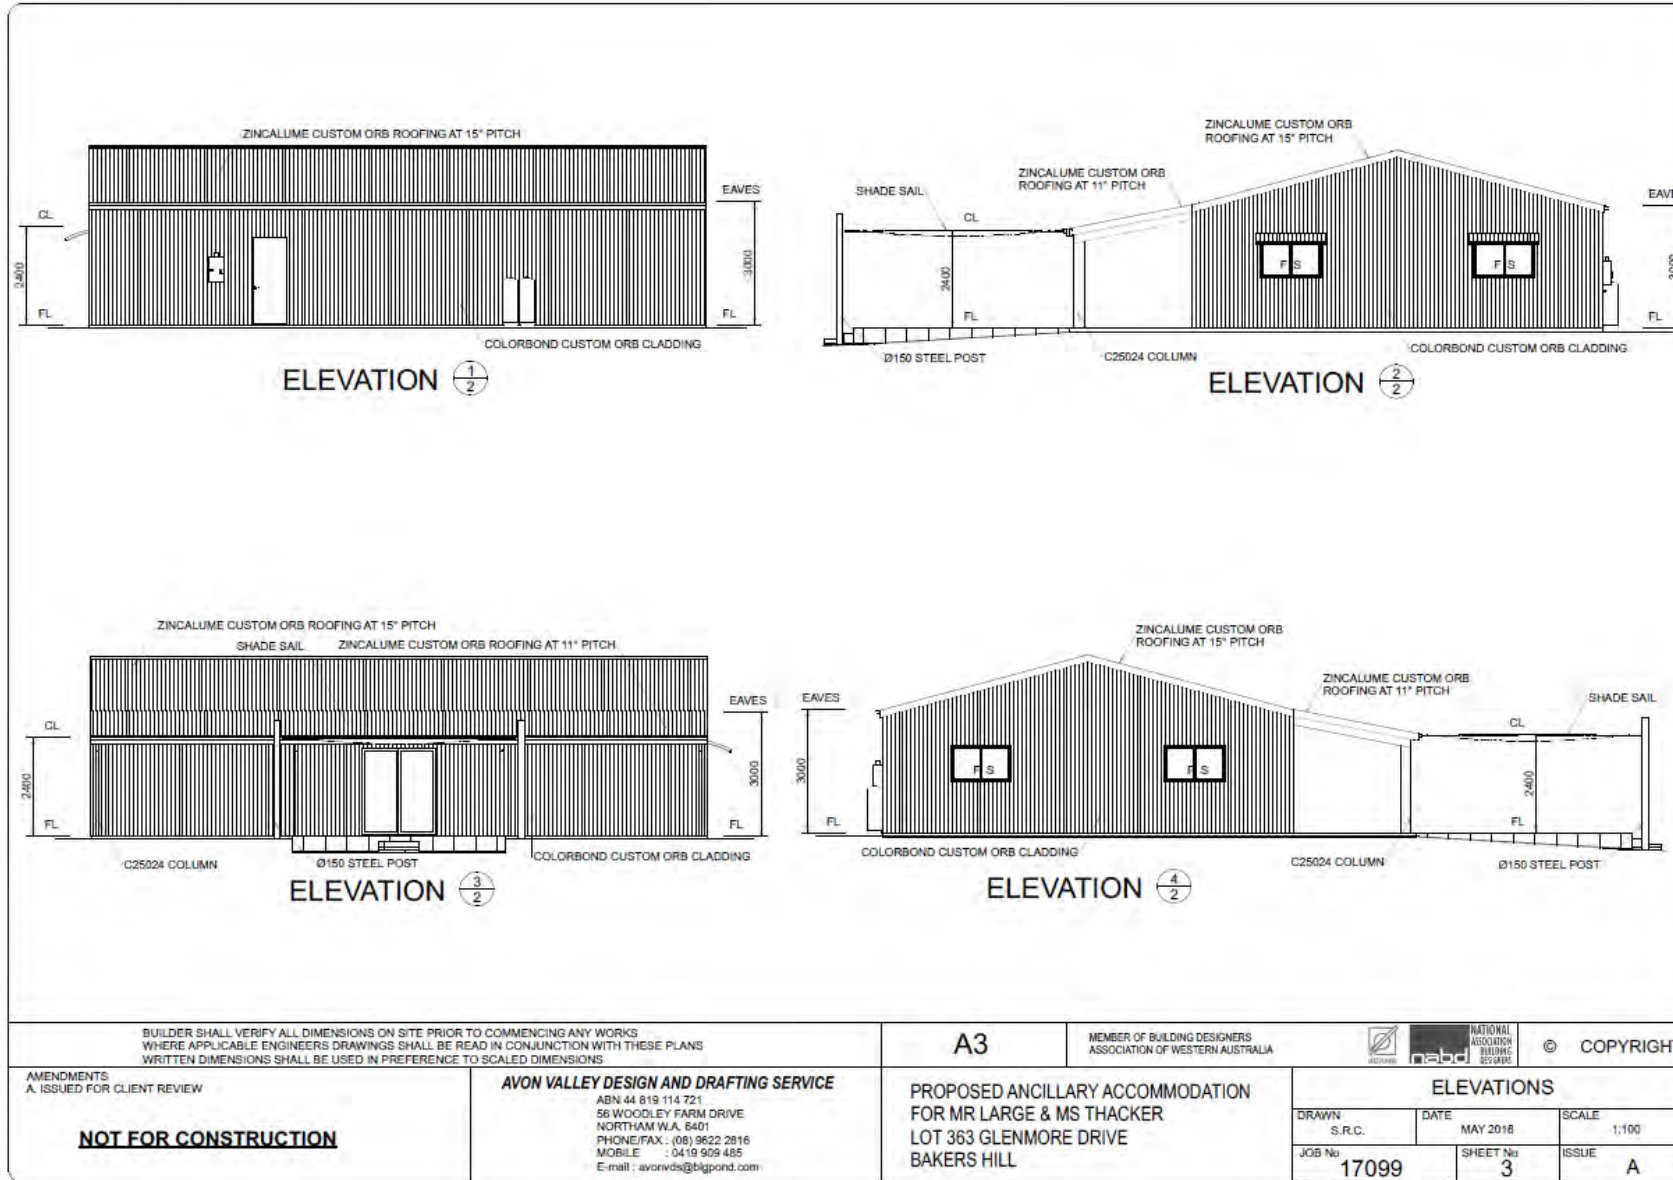 ZINCALUME CUSTOM ORB ROOFING AT 15° PITCH
EAVES
CL
2400
3000
FL
FL
COLORBOND CUSTOM ORB CLADDING
ELEVATION 1/2
ZINCALUME CUSTOM ORB
ROOFING AT 15° PITCH
ZINCALUME CUSTOM ORB
ROOFING AT 11° PITCH
SHADE SAIL
CL
EAVE
F S
F S
2400
3000
FL
FL
Ø150 STEEL POST
C25024 COLUMN
COLORBOND CUSTOM ORB CLADDING
ELEVATION 2/2
ZINCALUME CUSTOM ORB ROOFING AT 15° PITCH
SHADE SAIL
ZINCALUME CUSTOM ORB ROOFING AT 11° PITCH
EAVES
CL
2400
3000
FL
FL
C25024 COLUMN
Ø150 STEEL POST
COLORBOND CUSTOM ORB CLADDING
ELEVATION 3/2
ZINCALUME CUSTOM ORB
ROOFING AT 15° PITCH
ZINCALUME CUSTOM ORB
ROOFING AT 11° PITCH
EAVES
SHADE SAIL
CL
3000
F S
F S
2400
FL
FL
COLORBOND CUSTOM ORB CLADDING
C25024 COLUMN
Ø150 STEEL POST
ELEVATION 4/2
BUILDER SHALL VERIFY ALL DIMENSIONS ON SITE PRIOR TO COMMENCING ANY WORKS
WHERE APPLICABLE ENGINEERS DRAWINGS SHALL BE READ IN CONJUNCTION WITH THESE PLANS
WRITTEN DIMENSIONS SHALL BE USED IN PREFERENCE TO SCALED DIMENSIONS
A3
MEMBER OF BUILDING DESIGNERS
ASSOCIATION OF WESTERN AUSTRALIA
nabd
NATIONAL
ASSOCIATION
BUILDING
DESIGNERS
© COPYRIGHT
AMENDMENTS
A. ISSUED FOR CLIENT REVIEW
NOT FOR CONSTRUCTION
AVON VALLEY DESIGN AND DRAFTING SERVICE
ABN 44 819 114 721
56 WOODLEY FARM DRIVE
NORTHAM W.A. 6401
PHONE/FAX : (08) 9622 2816
MOBILE : 0419 909 485
E-mail : avonvds@bigpond.com
PROPOSED ANCILLARY ACCOMMODATION
FOR MR LARGE & MS THACKER
LOT 363 GLENMORE DRIVE
BAKERS HILL
ELEVATIONS
DRAWN
S.R.C.
DATE
MAY 2016
SCALE
1:100
JOB No
17099
SHEET No
3
ISSUE
A